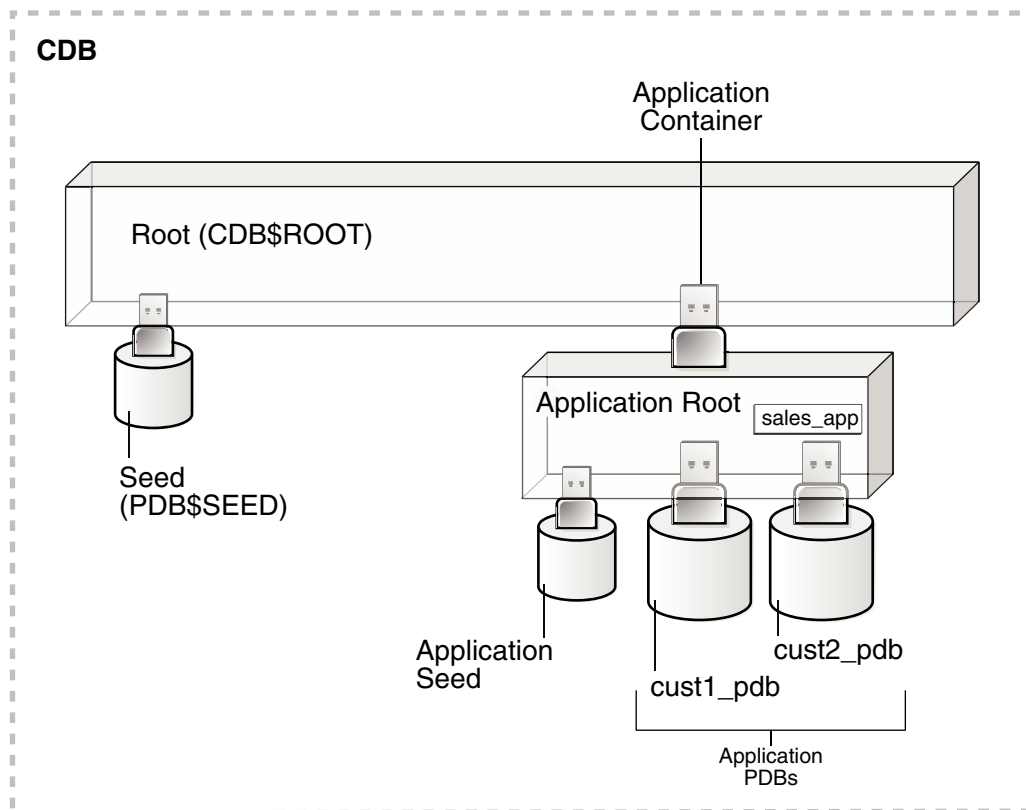 CDB
Application
Container
Root (CDB$ROOT)
Application Root
sales_app
Seed
(PDB$SEED)
Application
Seed
cust1_pdb
cust2_pdb
Application
PDBs